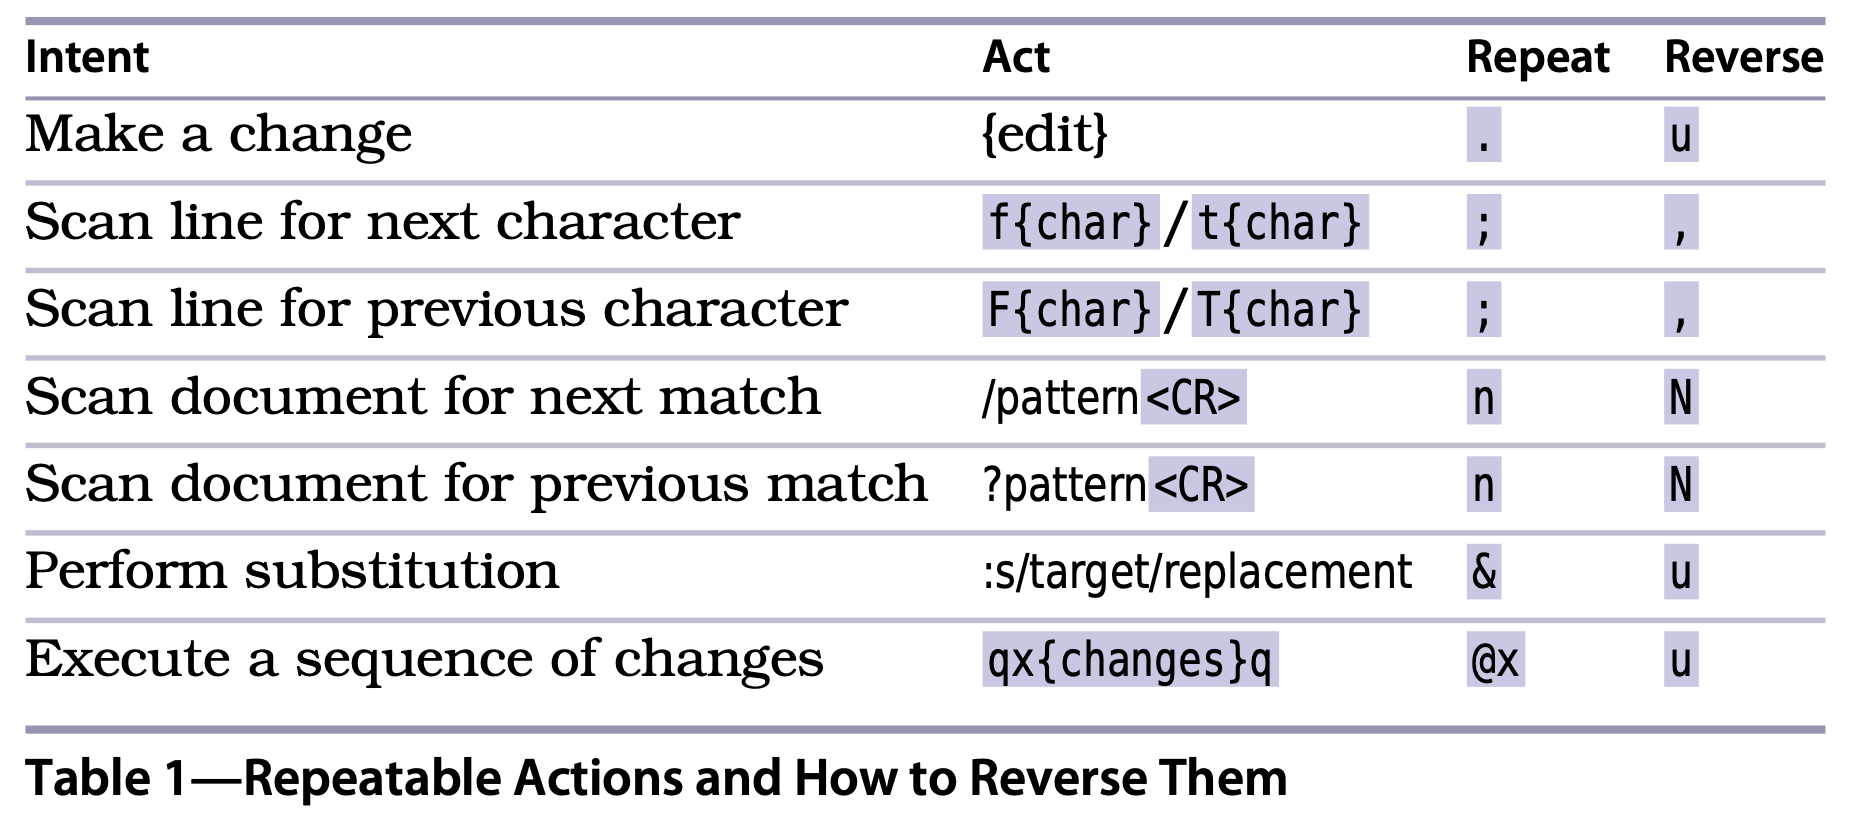 Intent Act Repeat Reverse
Make a change {edit} . u
Scan line for next character f{char}/t{char} ; ,
Scan line for previous character F{char}/T{char} ; ,
Scan document for next match /pattern<CR> n N
Scan document for previous match ?pattern<CR> n N
Perform substitution :s/target/replacement & u
Execute a sequence of changes qx{changes}q @x u
Table 1—Repeatable Actions and How to Reverse Them